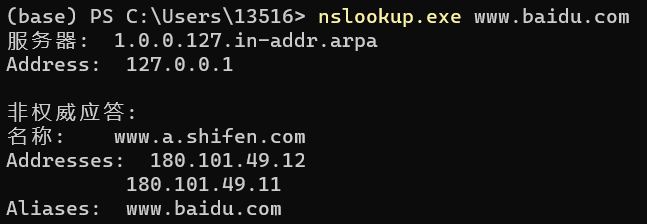 (base) PS C:\Users\13516> nslookup.exe www.baidu.com
服务器:  1.0.0.127.in-addr.arpa
Address:  127.0.0.1

非权威应答:
名称:    www.a.shifen.com
Addresses:  180.101.49.12
          180.101.49.11
Aliases:  www.baidu.com